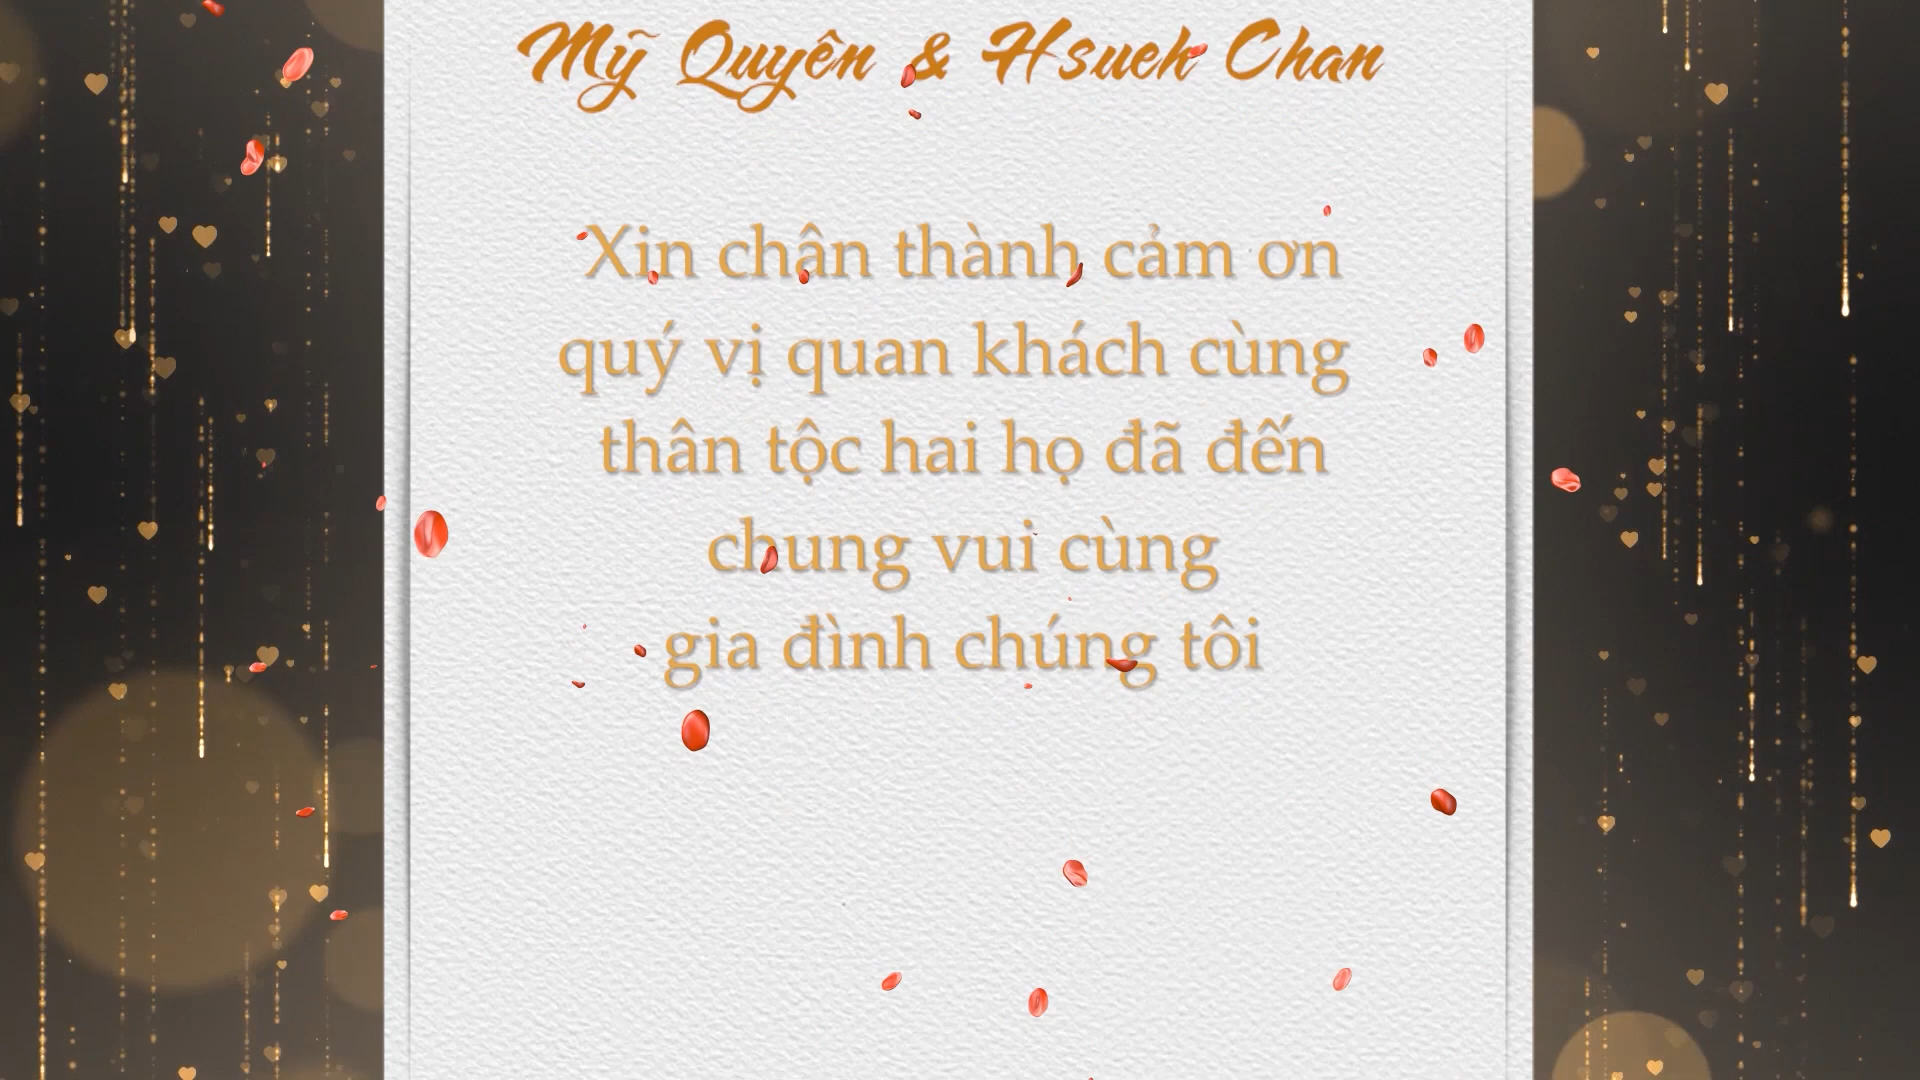 Mỹ Quyên & Hsueh Chan
Xin chân thành cảm ơn
quý vị quan khách cùng
thân tộc hai họ đã đến
chung vui cùng
gia đình chúng tôi